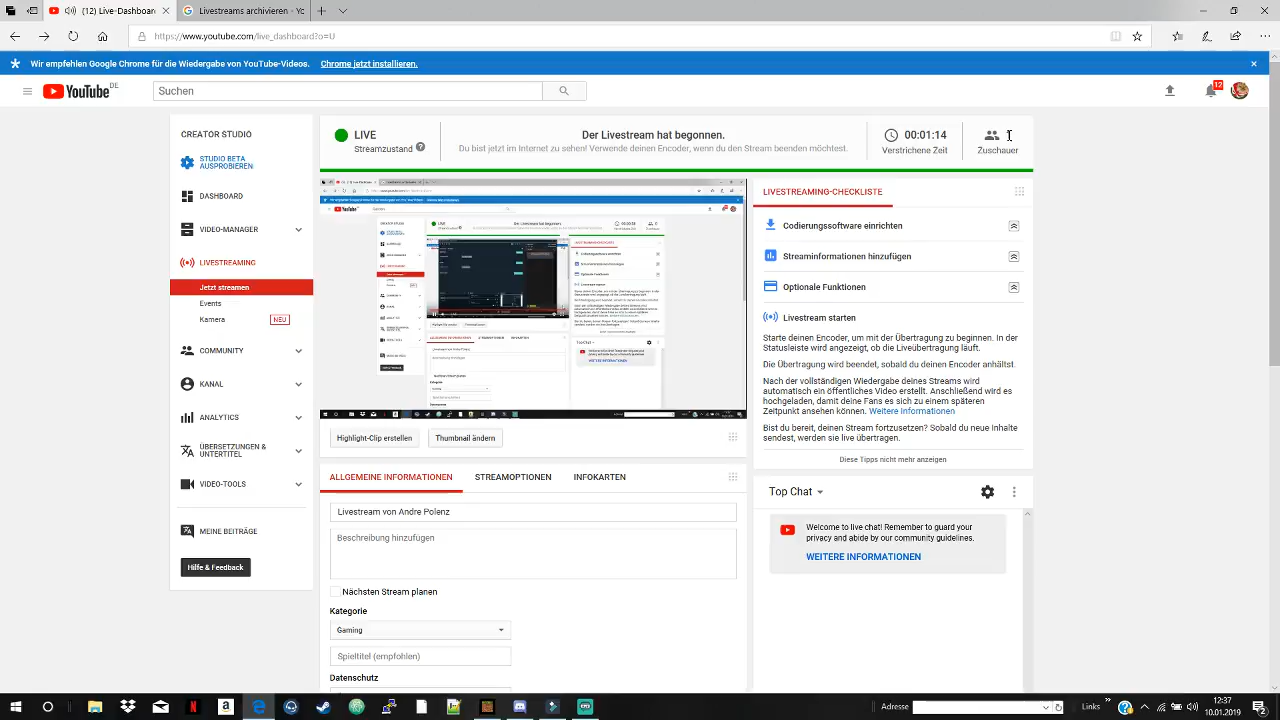 (12) Live-Dashboar
Livestreams archivieren - Yc
https://www.youtube.com/live_dashboard?o=U
Wir empfehlen Google Chrome für die Wiedergabe von YouTube-Videos. Chrome jetzt installieren.
YouTube DE
Suchen
12
CREATOR STUDIO
STUDIO BETA
AUSPROBIEREN
DASHBOARD
VIDEO-MANAGER
LIVESTREAMING
Jetzt streamen
Events
Kamera NEU
COMMUNITY
KANAL
ANALYTICS
ÜBERSETZUNGEN &
UNTERTITEL
VIDEO-TOOLS
MEINE BEITRÄGE
Hilfe & Feedback
LIVE
Streamzustand ?
Der Livestream hat begonnen.
Du bist jetzt im Internet zu sehen! Verwende deinen Encoder, wenn du den Stream beenden möchtest.
00:01:14
Verstrichene Zeit
Zuschauer
Highlight-Clip erstellen
Thumbnail ändern
ALLGEMEINE INFORMATIONEN
STREAMOPTIONEN
INFOKARTEN
Livestream von Andre Polenz
Beschreibung hinzufügen
Nächsten Stream planen
Kategorie
Gaming
Spieltitel (empfohlen)
Datenschutz
LIVESTREAMING-CHECKLISTE
Codierungssoftware einrichten
Streaminformationen hinzufügen
Optionale Funktionen
Livestream starten
Starte deinen Encoder, um mit der Übertragung zu beginnen. In der
Statusleiste wird angezeigt, ob die Liveübertragung läuft.
Die Übertragung wird beendet, sobald du deinen Encoder anhältst.
Nach der vollständigen Wiedergabe deines Streams wird
automatisch ein öffentliches Video erstellt. Anschließend wird es
hochgeladen, damit deine Fans es sich zu einem späteren
Zeitpunkt ansehen können. Weitere Informationen
Bist du bereit, deinen Stream fortzusetzen? Sobald du neue Inhalte
sendest, werden sie live übertragen.
Diese Tipps nicht mehr anzeigen
Top Chat
Welcome to live chat! Remember to guard your
privacy and abide by our community guidelines.
WEITERE INFORMATIONEN
Adresse
Links
12:37
10.01.2019